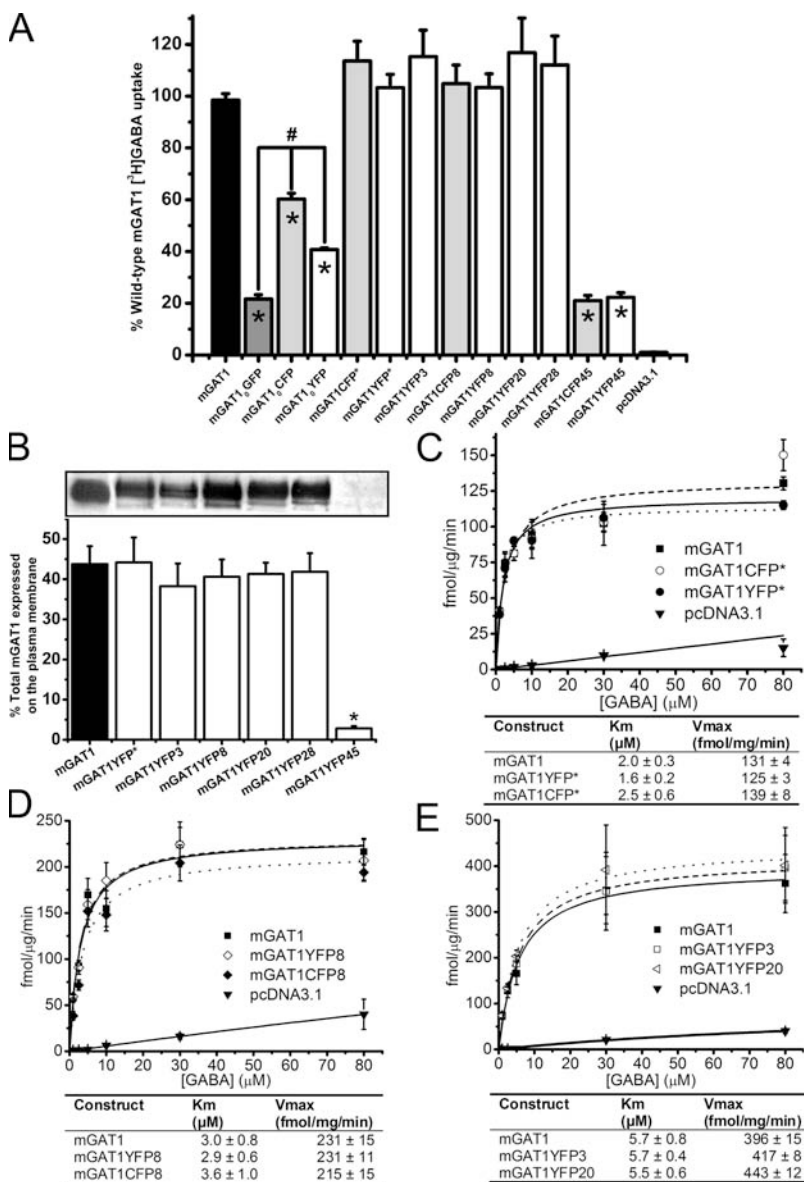 A
% Wild-type mGAT1 [³H]GABA uptake
120
100
80
60
40
20
0
#
*
*
*
*
*
mGAT1
mGAT1₀GFP
mGAT1₀CFP
mGAT1₀YFP
mGAT1CFP*
mGAT1YFP*
mGAT1YFP3
mGAT1CFP8
mGAT1YFP8
mGAT1YFP20
mGAT1YFP28
mGAT1CFP45
mGAT1YFP45
pcDNA3.1
B
% Total mGAT1 expressed
on the plasma membrane
50
40
30
20
10
0
*
mGAT1
mGAT1YFP*
mGAT1YFP3
mGAT1YFP8
mGAT1YFP20
mGAT1YFP28
mGAT1YFP45
C
fmol/µg/min
150
125
100
75
50
25
0
mGAT1
mGAT1CFP*
mGAT1YFP*
pcDNA3.1
0 10 20 30 40 50 60 70 80
[GABA] (µM)
Construct Km Vmax
(µM) (fmol/mg/min)
mGAT1 2.0 ± 0.3 131 ± 4
mGAT1YFP* 1.6 ± 0.2 125 ± 3
mGAT1CFP* 2.5 ± 0.6 139 ± 8
D
fmol/µg/min
250
200
150
100
50
0
mGAT1
mGAT1YFP8
mGAT1CFP8
pcDNA3.1
0 10 20 30 40 50 60 70 80
[GABA] (µM)
Construct Km Vmax
(µM) (fmol/mg/min)
mGAT1 3.0 ± 0.8 231 ± 15
mGAT1YFP8 2.9 ± 0.6 231 ± 11
mGAT1CFP8 3.6 ± 1.0 215 ± 15
E
fmol/µg/min
500
400
300
200
100
0
mGAT1
mGAT1YFP3
mGAT1YFP20
pcDNA3.1
0 10 20 30 40 50 60 70 80
[GABA] (µM)
Construct Km Vmax
(µM) (fmol/mg/min)
mGAT1 5.7 ± 0.8 396 ± 15
mGAT1YFP3 5.7 ± 0.4 417 ± 8
mGAT1YFP20 5.5 ± 0.6 443 ± 12